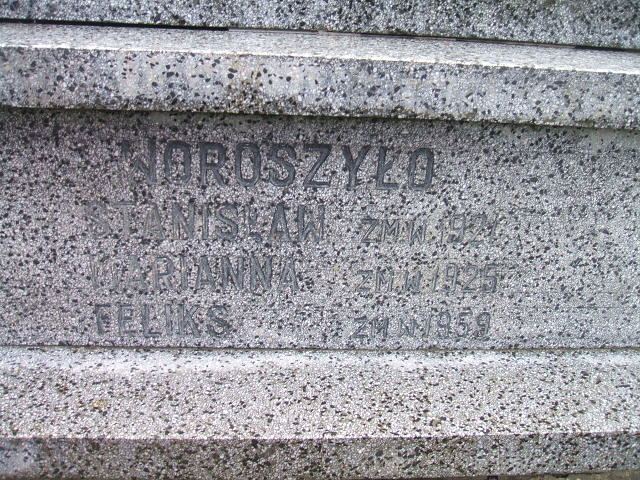 WOROSZYŁO
STANISŁAW ZM.W.
MARIANNA ZM.W.1925
FELIKS ZM.W.1959